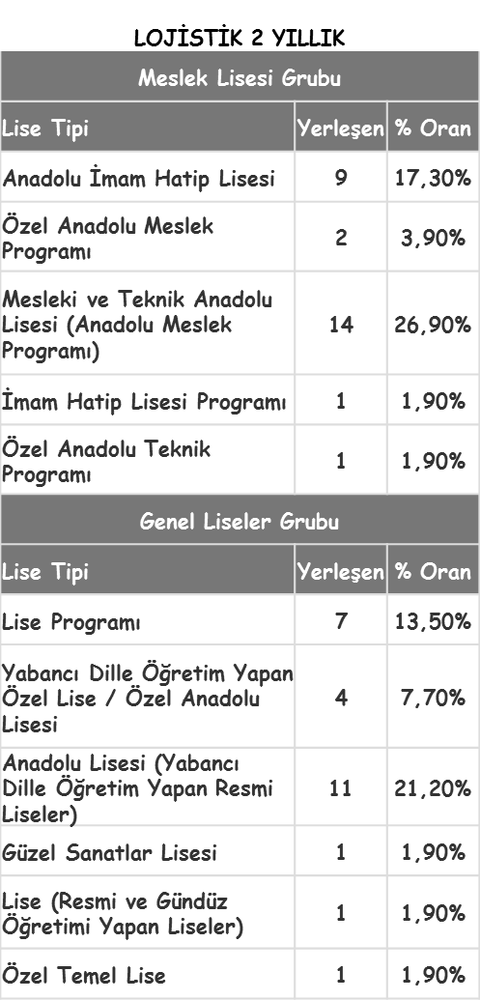 LOJİSTİK 2 YILLIK
Meslek Lisesi Grubu
Lise Tipi Yerleşen % Oran
Anadolu İmam Hatip Lisesi 9 17,30%
Özel Anadolu Meslek
Programı 2 3,90%
Mesleki ve Teknik Anadolu
Lisesi (Anadolu Meslek 14 26,90%
Programı)
İmam Hatip Lisesi Programı 1 1,90%
Özel Anadolu Teknik
Programı 1 1,90%
Genel Liseler Grubu
Lise Tipi Yerleşen % Oran
Lise Programı 7 13,50%
Yabancı Dille Öğretim Yapan
Özel Lise / Özel Anadolu 4 7,70%
Lisesi
Anadolu Lisesi (Yabancı
Dille Öğretim Yapan Resmi 11 21,20%
Liseler)
Güzel Sanatlar Lisesi 1 1,90%
Lise (Resmi ve Gündüz
Öğretimi Yapan Liseler) 1 1,90%
Özel Temel Lise 1 1,90%